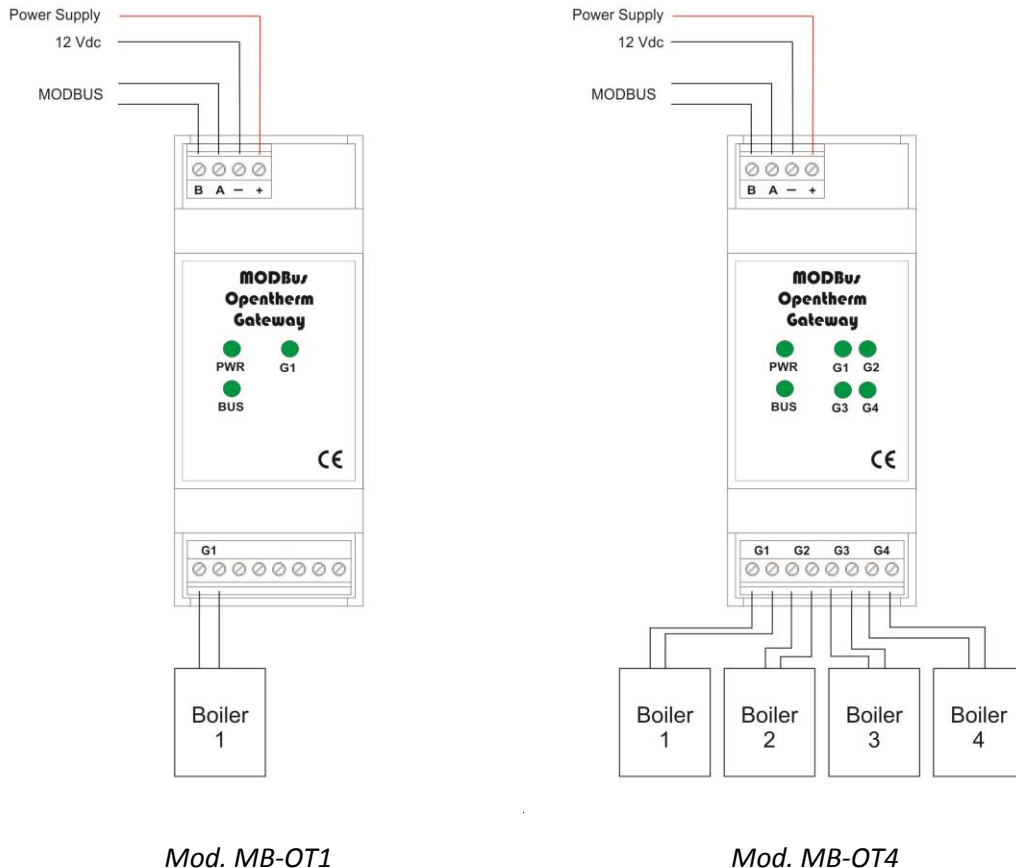 Power Supply
12 Vdc
MODBUS
B A – +
MODBus
Opentherm
Gateway
PWR G1
BUS
CE
G1
Boiler
1
Mod. MB-OT1
Power Supply
12 Vdc
MODBUS
B A – +
MODBus
Opentherm
Gateway
PWR G1 G2
BUS G3 G4
CE
G1 G2 G3 G4
Boiler
1
Boiler
2
Boiler
3
Boiler
4
Mod. MB-OT4